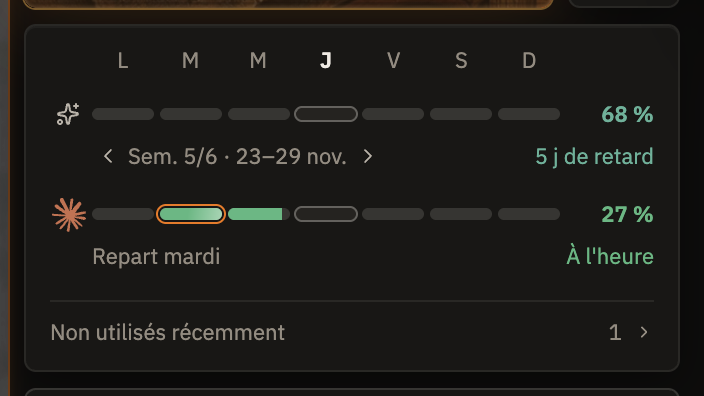 L M M J V S D
68 %
Sem. 5/6 · 23–29 nov. 5 j de retard
27 %
Repart mardi À l'heure
Non utilisés récemment 1